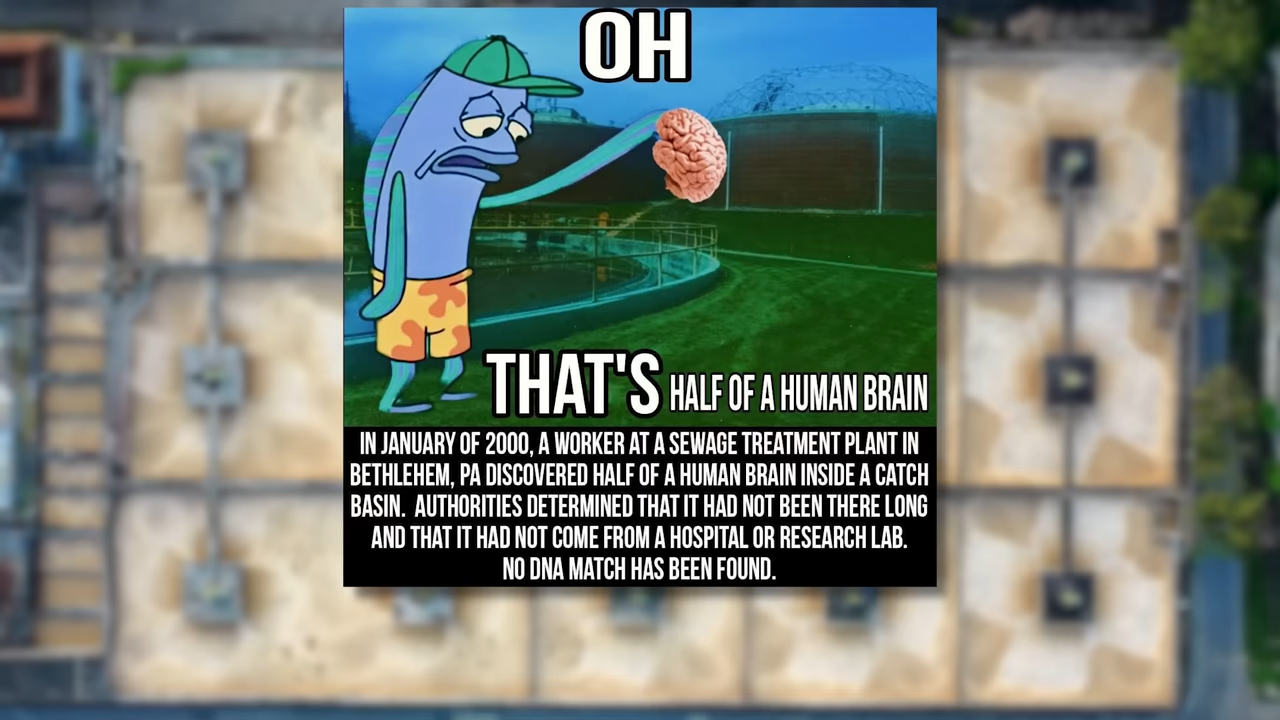 OH
THAT'S HALF OF A HUMAN BRAIN
IN JANUARY OF 2000, A WORKER AT A SEWAGE TREATMENT PLANT IN
BETHLEHEM, PA DISCOVERED HALF OF A HUMAN BRAIN INSIDE A CATCH
BASIN. AUTHORITIES DETERMINED THAT IT HAD NOT BEEN THERE LONG
AND THAT IT HAD NOT COME FROM A HOSPITAL OR RESEARCH LAB.
NO DNA MATCH HAS BEEN FOUND.